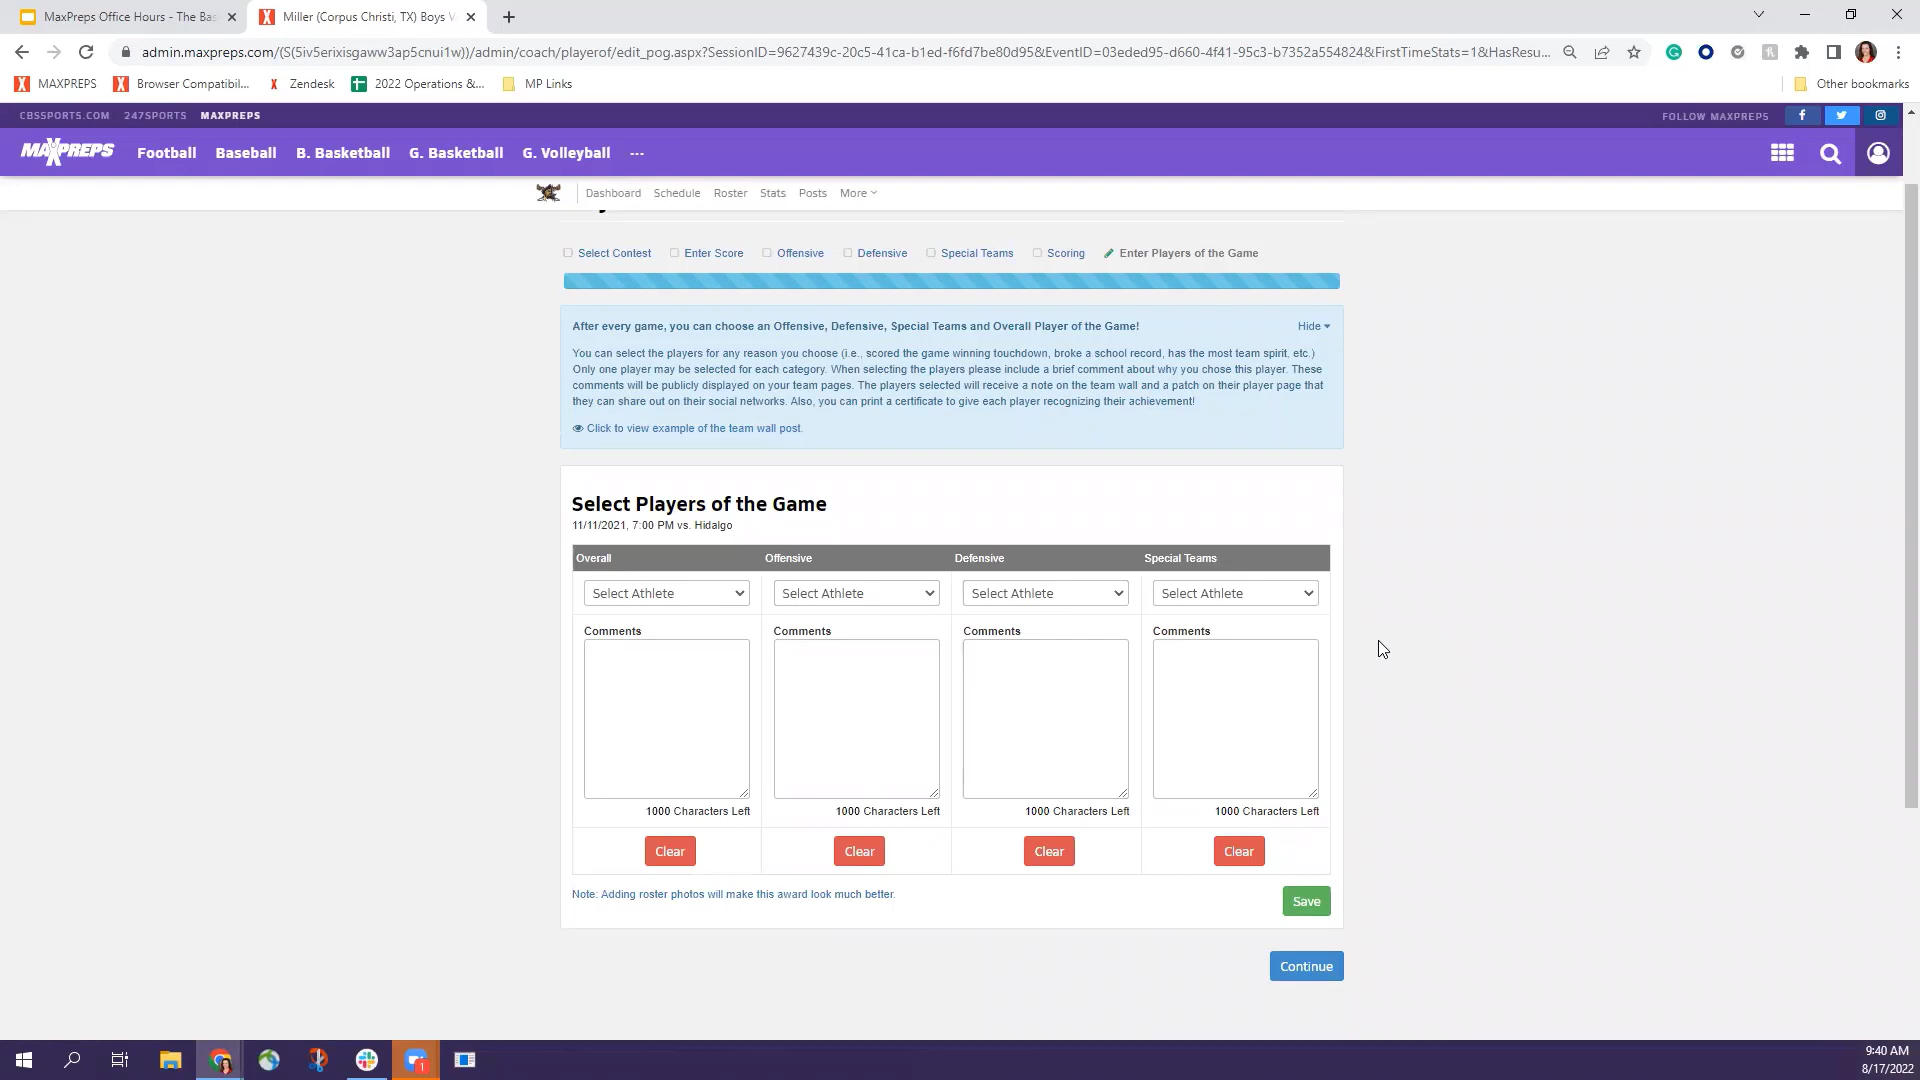 MaxPreps Office Hours - The Bas
Miller (Corpus Christi, TX) Boys V
admin.maxpreps.com/(S(5iv5erixisgaww3ap5cnui1w))/admin/coach/playerof/edit_pog.aspx?SessionID=9627439c-20c5-41ca-b1ed-f6fd7be80d95&EventID=03eded95-d660-4f41-95c3-b7352a554824&FirstTimeStats=1&HasResu...
MAXPREPS Browser Compatibil... Zendesk 2022 Operations &... MP Links Other bookmarks
CBSSPORTS.COM 247SPORTS MAXPREPS FOLLOW MAXPREPS
MAXPREPS Football Baseball B. Basketball G. Basketball G. Volleyball ---
Dashboard Schedule Roster Stats Posts More
Select Contest Enter Score Offensive Defensive Special Teams Scoring Enter Players of the Game
After every game, you can choose an Offensive, Defensive, Special Teams and Overall Player of the Game! Hide
You can select the players for any reason you choose (i.e., scored the game winning touchdown, broke a school record, has the most team spirit, etc.)
Only one player may be selected for each category. When selecting the players please include a brief comment about why you chose this player. These
comments will be publicly displayed on your team pages. The players selected will receive a note on the team wall and a patch on their player page that
they can share out on their social networks. Also, you can print a certificate to give each player recognizing their achievement!
Click to view example of the team wall post.
Select Players of the Game
11/11/2021, 7:00 PM vs. Hidalgo
Overall Offensive Defensive Special Teams
Select Athlete Select Athlete Select Athlete Select Athlete
Comments Comments Comments Comments
1000 Characters Left 1000 Characters Left 1000 Characters Left 1000 Characters Left
Clear Clear Clear Clear
Note: Adding roster photos will make this award look much better.
Save
Continue
1
9:40 AM
8/17/2022